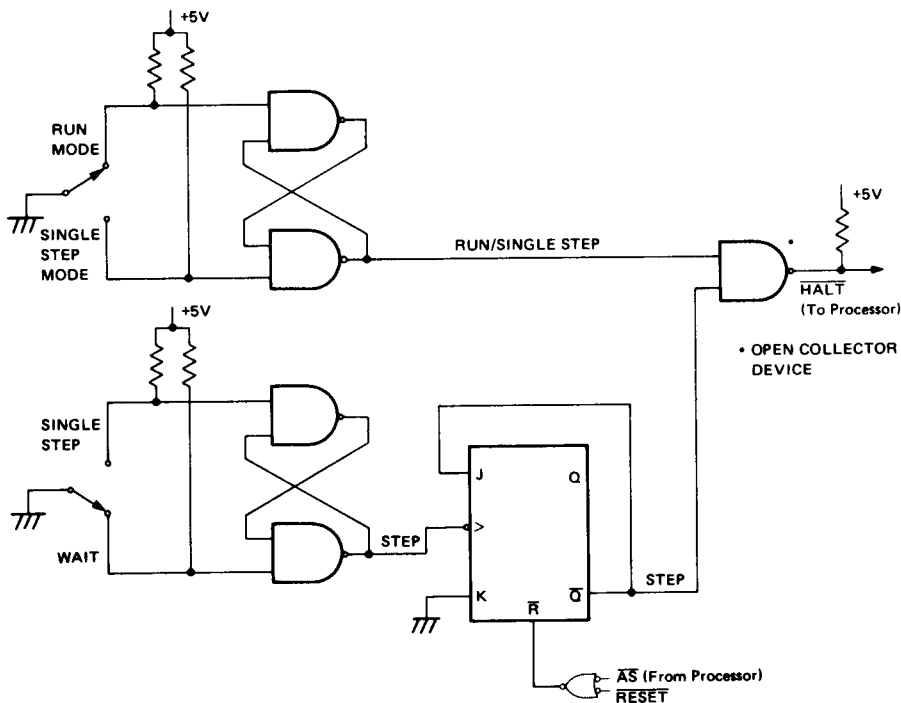 +5V
RUN
MODE
SINGLE
STEP
MODE
RUN/SINGLE STEP
+5V
HALT
(To Processor)
• OPEN COLLECTOR
DEVICE
+5V
SINGLE
STEP
WAIT
STEP
J
Q
>
K
R
Q
STEP
AS (From Processor)
RESET